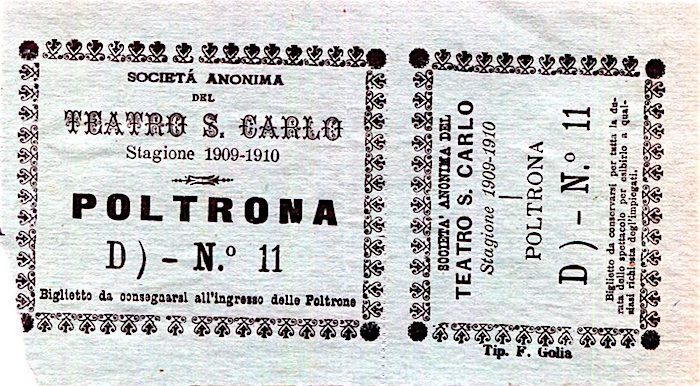 SOCIETÁ ANONIMA
DEL
TEATRO S. CARLO
Stagione 1909-1910
POLTRONA
D) - N.º 11
Biglietto da consegnarsi all'ingresso delle Poltrone
SOCIETA' ANONIMA DEL
TEATRO S. CARLO
Stagione 1909-1910
POLTRONA
D) - N.º 11
Biglietto da conservarsi per tutta la du-
rata dello spettacolo per esibirlo a qual-
siasi richiesta degl'impiegati.
Tip. F. Golia